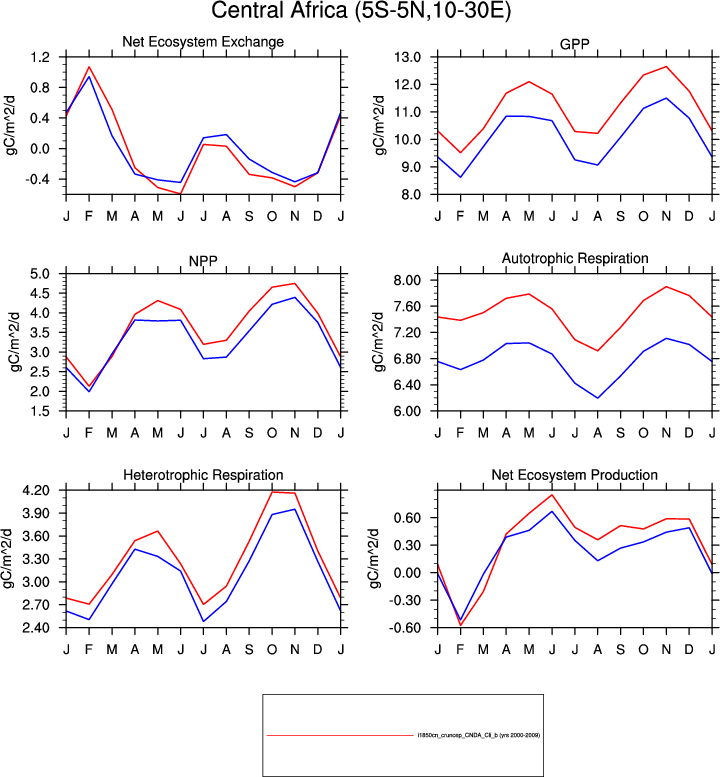 Central Africa (5S-5N,10-30E)
Net Ecosystem Exchange
gC/m^2/d
1.2
0.8
0.4
0.0
-0.4
J F M A M J J A S O N D J
GPP
gC/m^2/d
13.0
12.0
11.0
10.0
9.0
8.0
J F M A M J J A S O N D J
NPP
gC/m^2/d
5.0
4.5
4.0
3.5
3.0
2.5
2.0
1.5
J F M A M J J A S O N D J
Autotrophic Respiration
gC/m^2/d
8.00
7.60
7.20
6.80
6.40
6.00
J F M A M J J A S O N D J
Heterotrophic Respiration
gC/m^2/d
4.20
3.90
3.60
3.30
3.00
2.70
2.40
J F M A M J J A S O N D J
Net Ecosystem Production
gC/m^2/d
0.60
0.30
0.00
-0.30
-0.60
J F M A M J J A S O N D J
i1850cn_cruncep_CNDA_Cli_b (yrs 2000-2009)